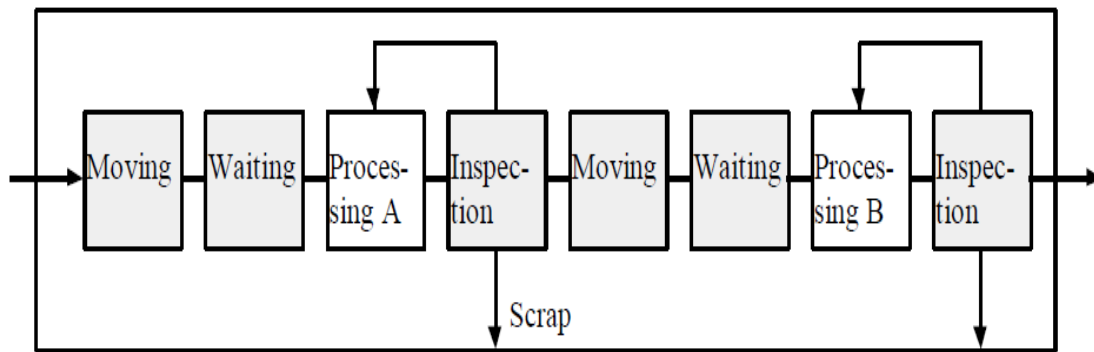 Moving
Waiting
Proces-
sing A
Inspec-
tion
Moving
Waiting
Proces-
sing B
Inspec-
tion
Scrap